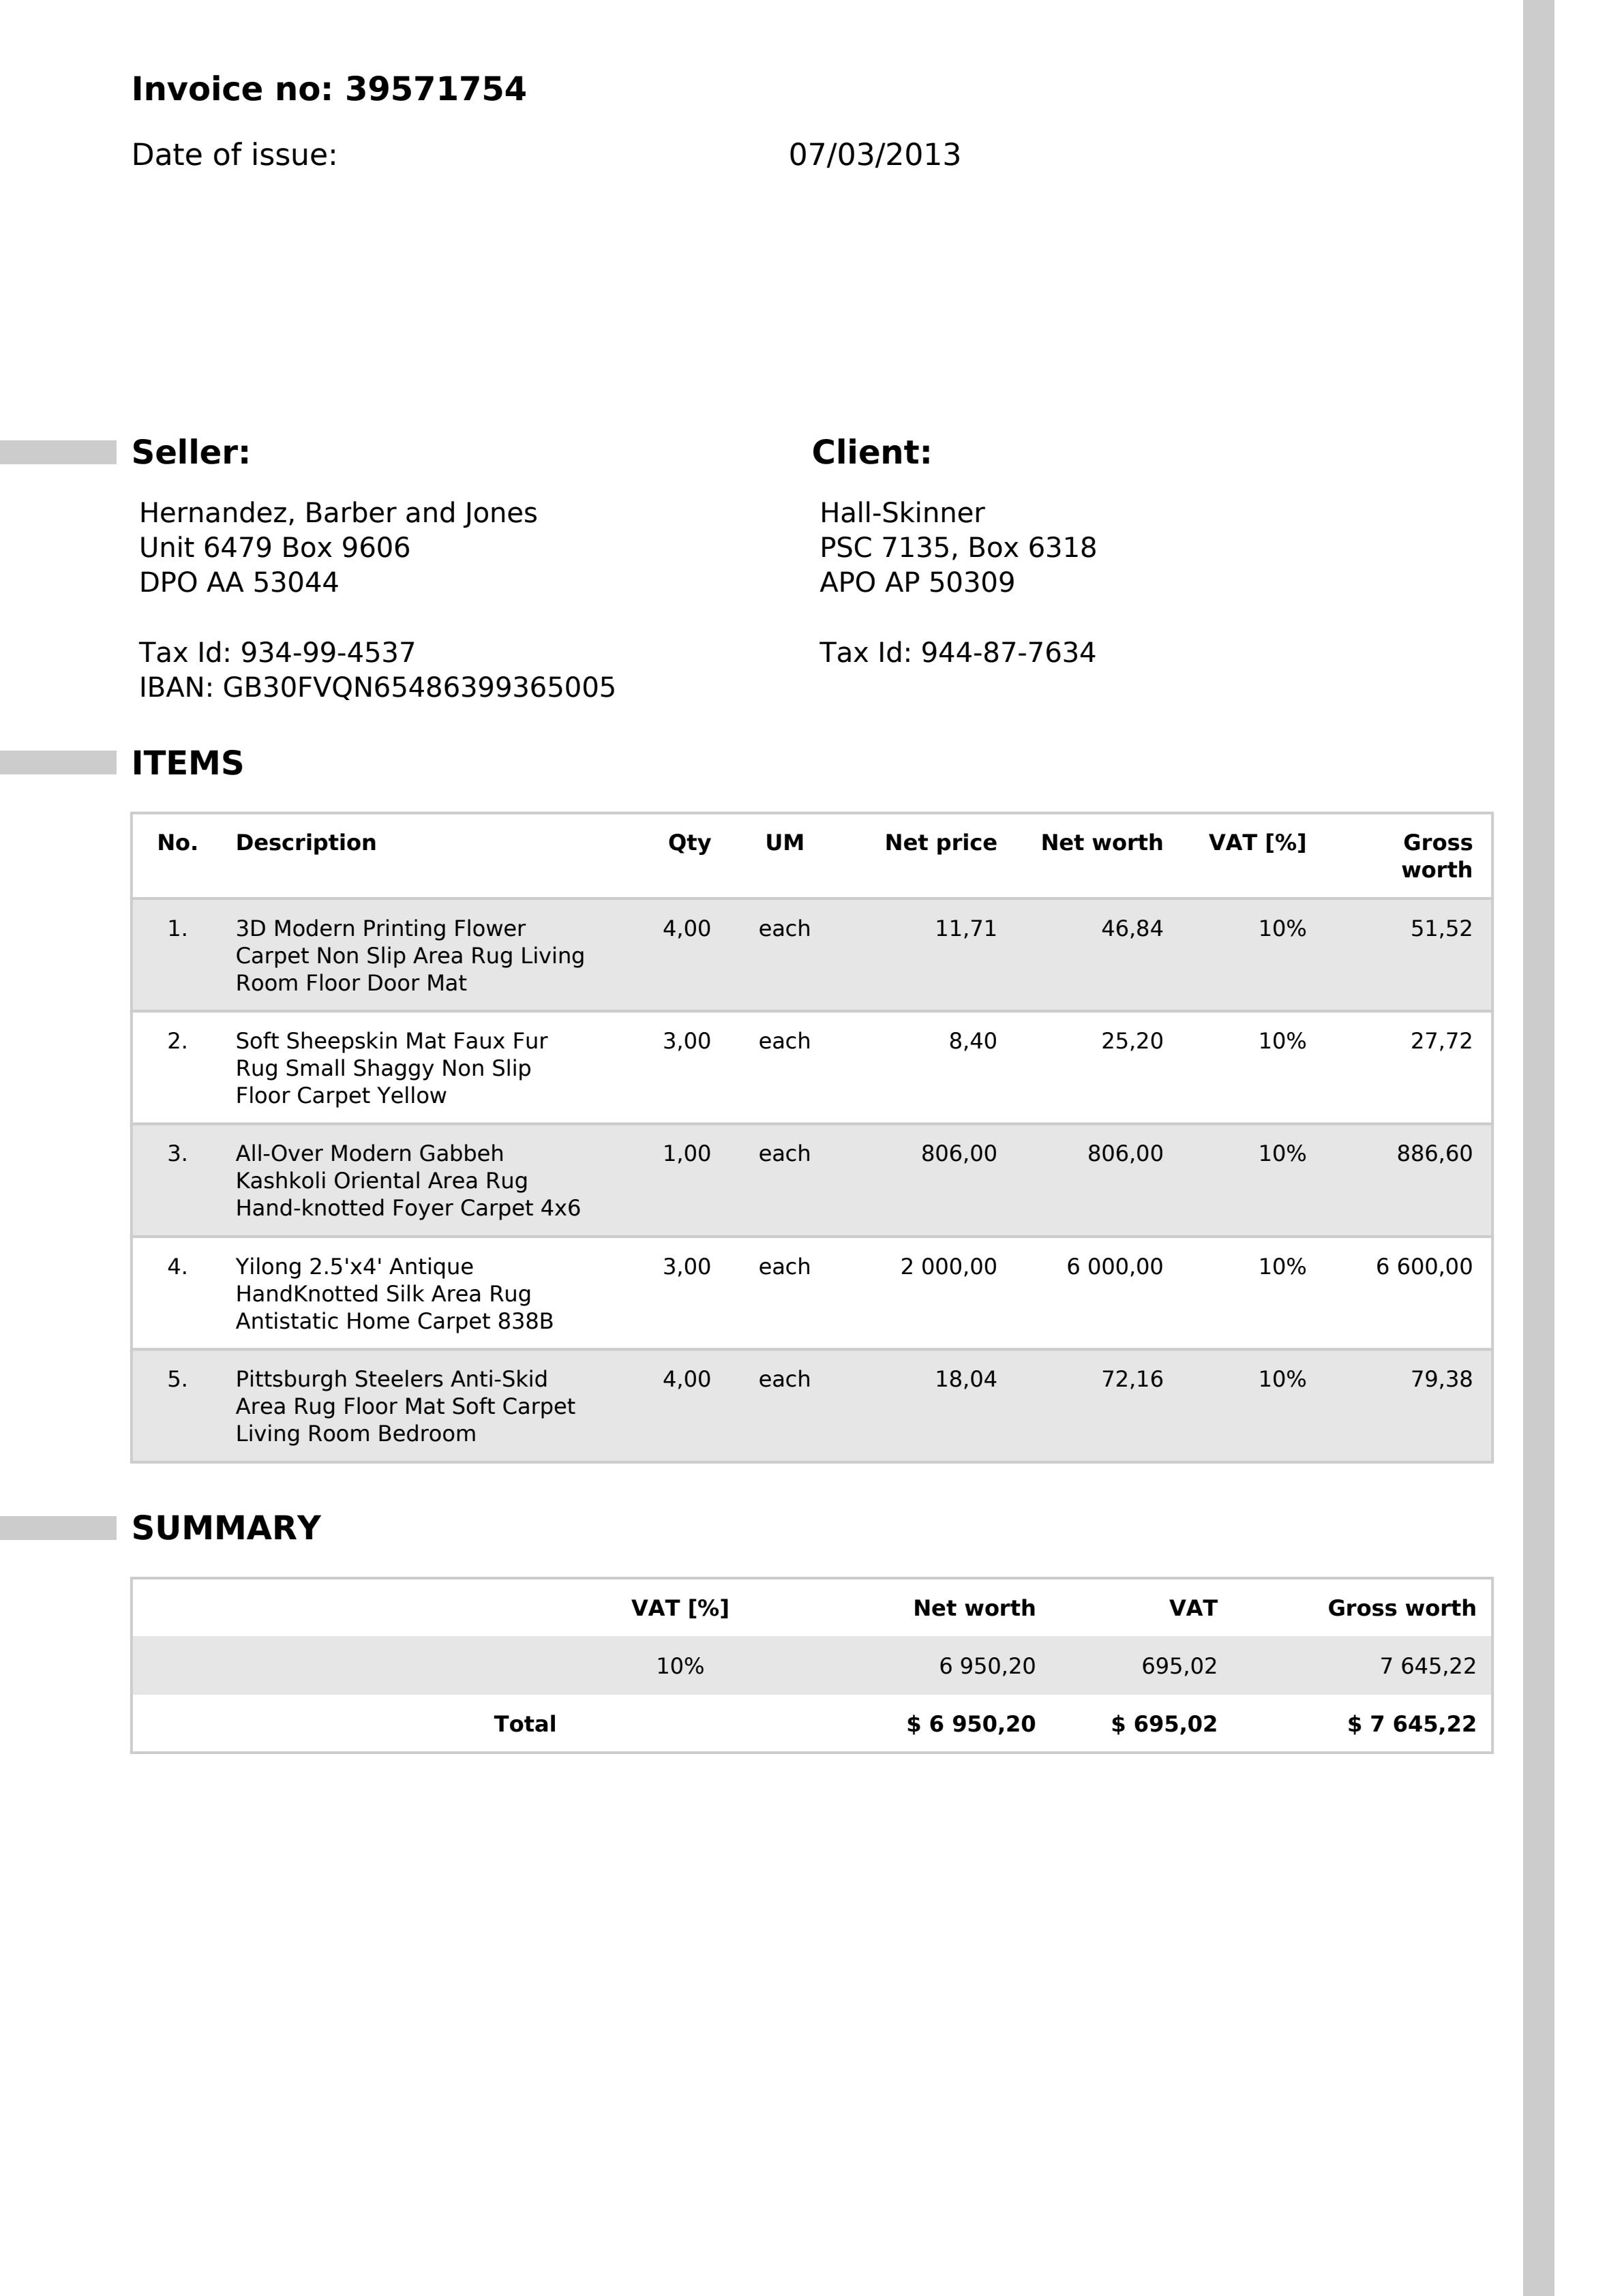 Invoice no: 39571754
Date of issue: 07/03/2013
Seller:
Hernandez, Barber and Jones
Unit 6479 Box 9606
DPO AA 53044
Tax Id: 934-99-4537
IBAN: GB30FVQN65486399365005
Client:
Hall-Skinner
PSC 7135, Box 6318
APO AP 50309
Tax Id: 944-87-7634
ITEMS
No. Description Qty UM Net price Net worth VAT [%] Gross
worth
1. 3D Modern Printing Flower 4,00 each 11,71 46,84 10% 51,52
Carpet Non Slip Area Rug Living
Room Floor Door Mat
2. Soft Sheepskin Mat Faux Fur 3,00 each 8,40 25,20 10% 27,72
Rug Small Shaggy Non Slip
Floor Carpet Yellow
3. All-Over Modern Gabbeh 1,00 each 806,00 806,00 10% 886,60
Kashkoli Oriental Area Rug
Hand-knotted Foyer Carpet 4x6
4. Yilong 2.5'x4' Antique 3,00 each 2 000,00 6 000,00 10% 6 600,00
HandKnotted Silk Area Rug
Antistatic Home Carpet 838B
5. Pittsburgh Steelers Anti-Skid 4,00 each 18,04 72,16 10% 79,38
Area Rug Floor Mat Soft Carpet
Living Room Bedroom
SUMMARY
VAT [%] Net worth VAT Gross worth
10% 6 950,20 695,02 7 645,22
Total $ 6 950,20 $ 695,02 $ 7 645,22